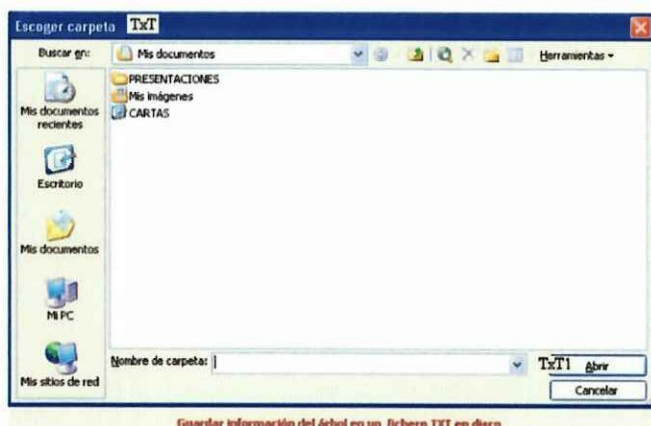 Escoger carpeta TxT
Buscar en: Mis documentos Herramientas
PRESENTACIONES
Mis imágenes
CARTAS
Mis documentos
recientes
Escritorio
Mis documentos
Mi PC
Mis sitios de red
Nombre de carpeta: TxT1 Abrir
Cancelar
Guardar información del árbol en un fichero TXT en disco